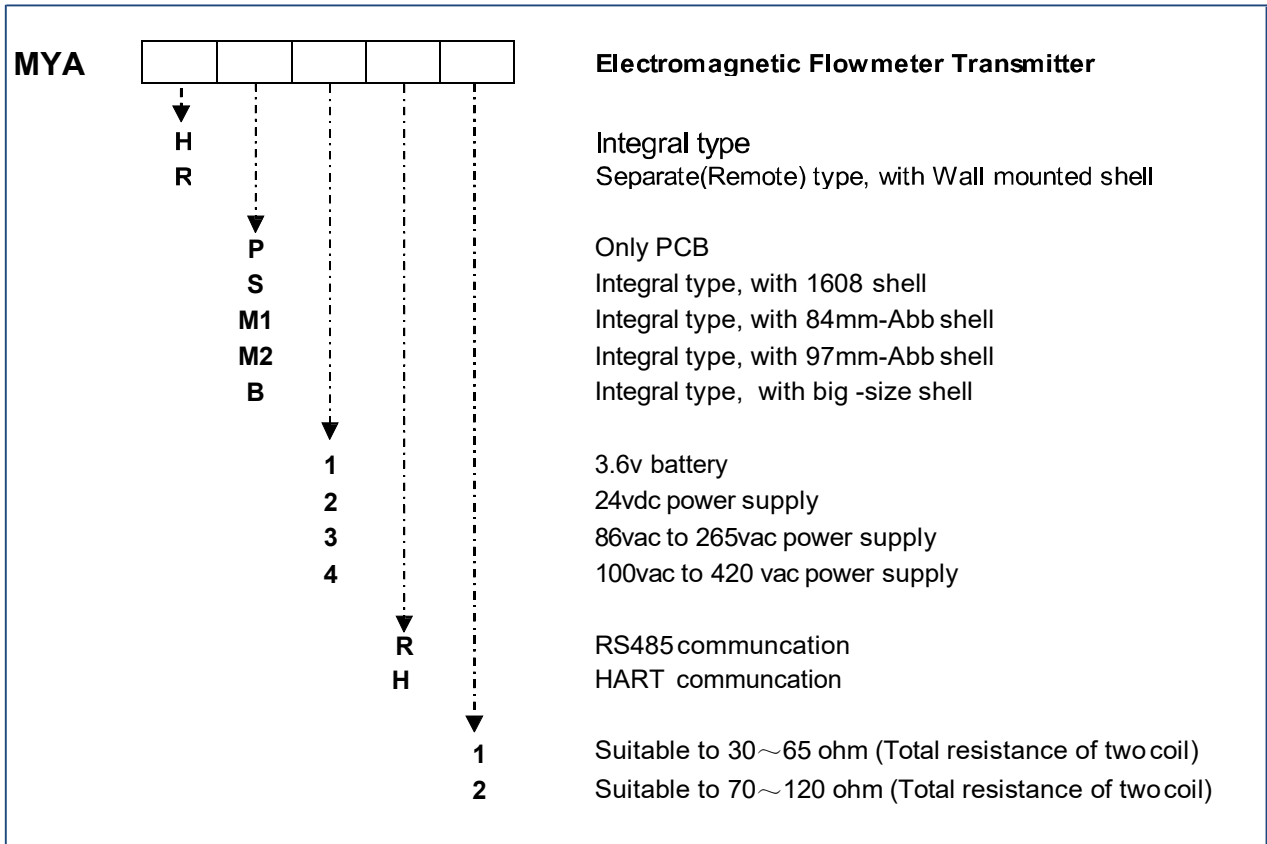 MYA Electromagnetic Flowmeter Transmitter
H Integral type
R Separate(Remote) type, with Wall mounted shell
P Only PCB
S Integral type, with 1608 shell
M1 Integral type, with 84mm-Abb shell
M2 Integral type, with 97mm-Abb shell
B Integral type, with big -size shell
1 3.6v battery
2 24vdc power supply
3 86vac to 265vac power supply
4 100vac to 420 vac power supply
R RS485 communcation
H HART communcation
1 Suitable to 30～65 ohm (Total resistance of two coil)
2 Suitable to 70～120 ohm (Total resistance of two coil)